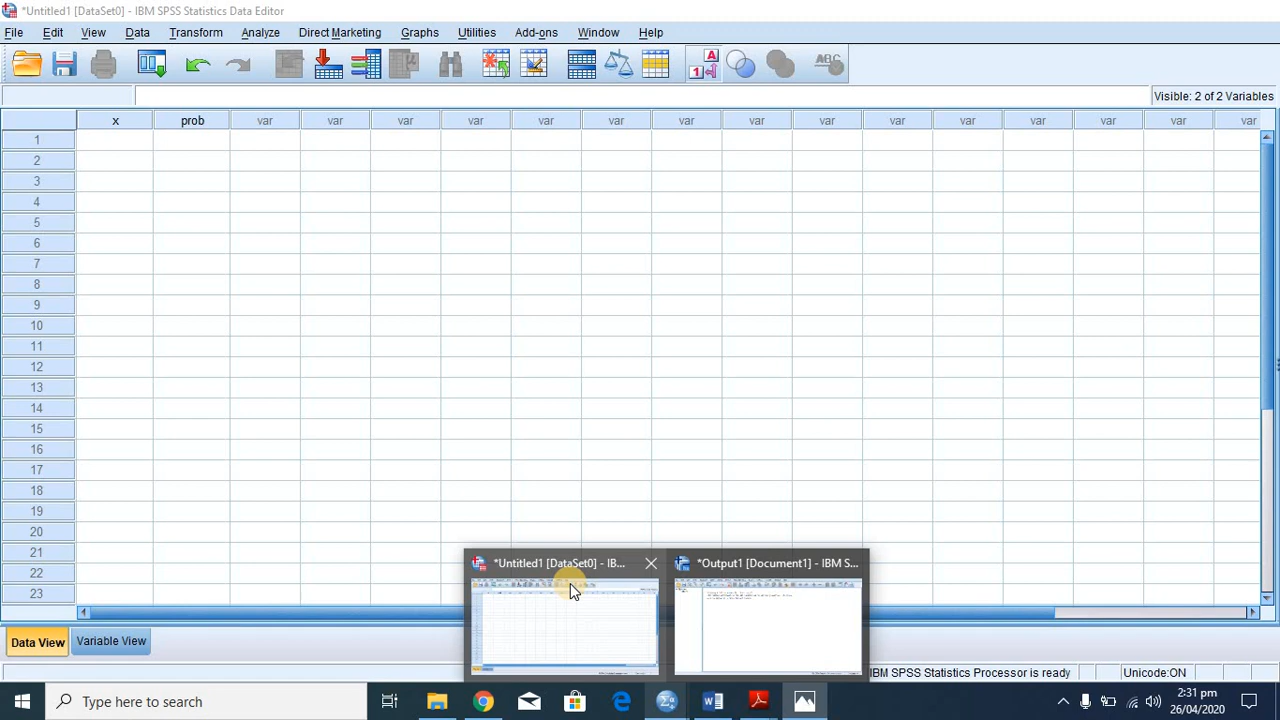 *Untitled1 [DataSet0] - IBM SPSS Statistics Data Editor
File Edit View Data Transform Analyze Direct Marketing Graphs Utilities Add-ons Window Help
A
1
ABC
Visible: 2 of 2 Variables
x prob var var var var var var var var var var var var var var var
1
2
3
4
5
6
7
8
9
10
11
12
13
14
15
16
17
18
19
20
21
22
23
*Untitled1 [DataSet0] - IB... *Output1 [Document1] - IBM S...
Data View Variable View
IBM SPSS Statistics Processor is ready Unicode:ON
Type here to search
2:31 pm
26/04/2020